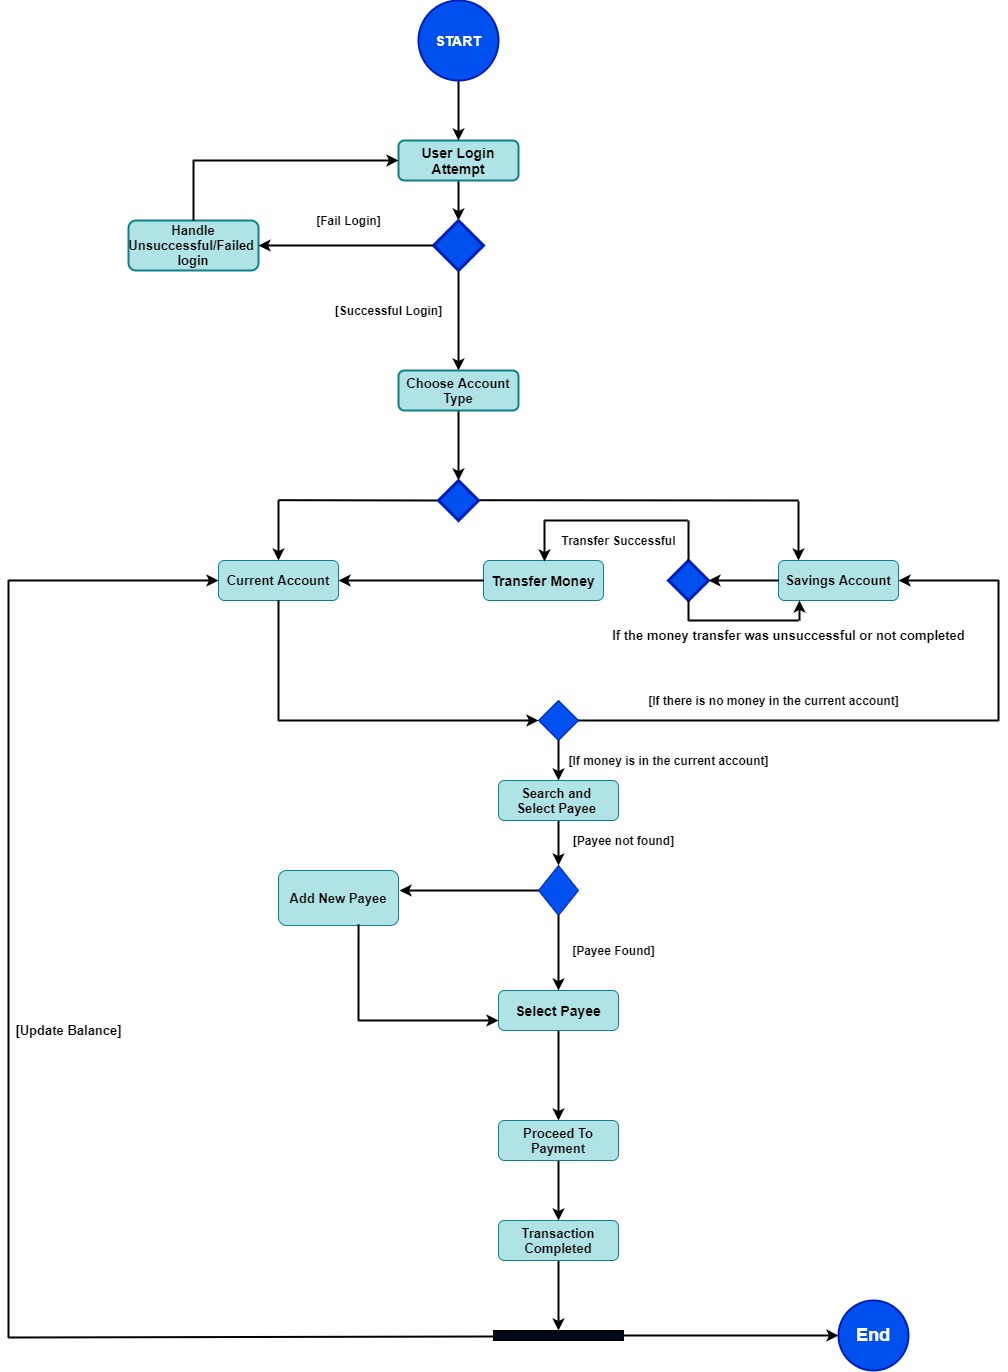 START
User Login
Attempt
[Fail Login]
Handle
Unsuccessful/Failed
login
[Successful Login]
Choose Account
Type
Transfer Successful
Current Account
Transfer Money
Savings Account
If the money transfer was unsuccessful or not completed
[If there is no money in the current account]
[If money is in the current account]
Search and
Select Payee
[Payee not found]
Add New Payee
[Payee Found]
Select Payee
[Update Balance]
Proceed To
Payment
Transaction
Completed
End